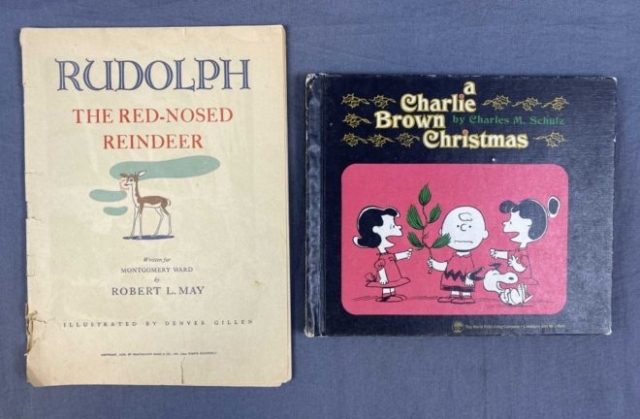 RUDOLPH
THE RED-NOSED
REINDEER
Written for
MONTGOMERY WARD
by
ROBERT L. MAY
ILLUSTRATED BY DENVER GILLEN
a
Charlie
Brown
by Charles M. Schulz
Christmas